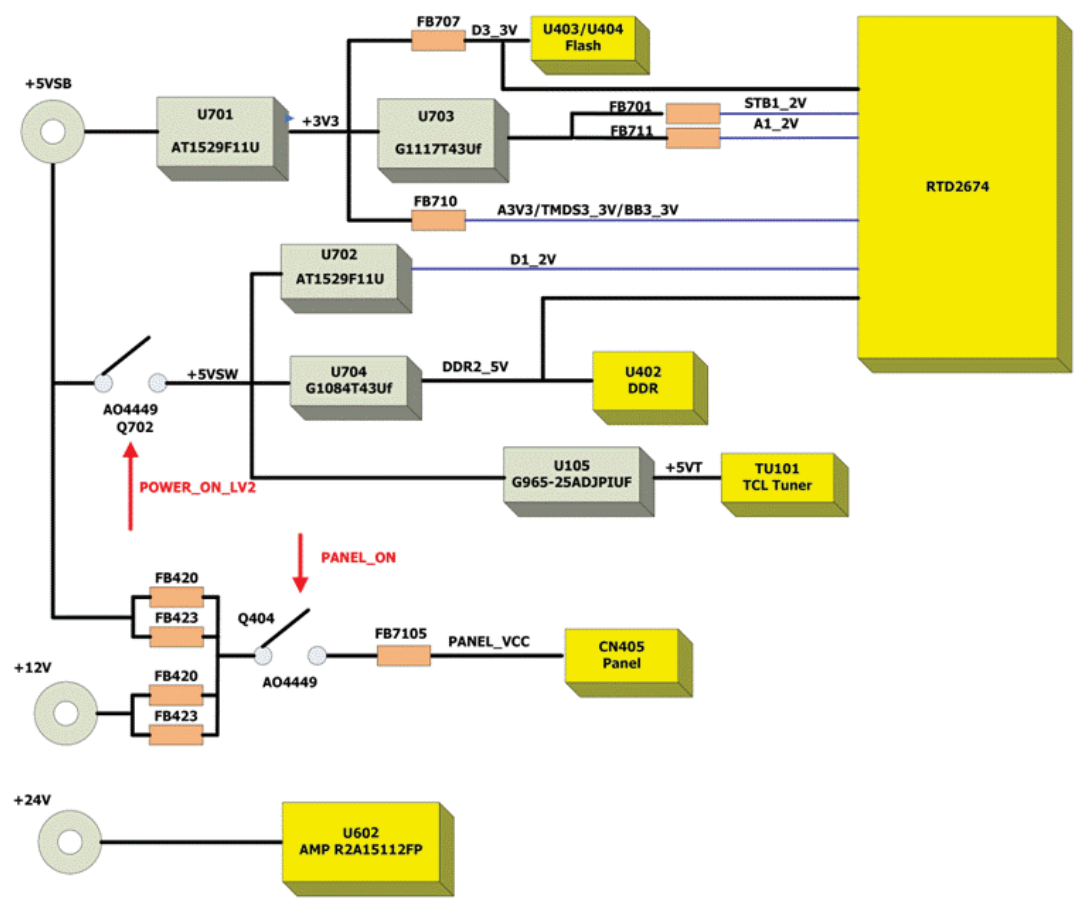 FB707
D3_3V
U403/U404
Flash
+5VSB
U701
AT1529F11U
+3V3
U703
G1117T43Uf
FB701
STB1_2V
FB711
A1_2V
RTD2674
FB710
A3V3/TMDS3_3V/BB3_3V
U702
AT1529F11U
D1_2V
+5VSW
U704
G1084T43Uf
DDR2_5V
U402
DDR
AO4449
Q702
POWER_ON_LV2
U105
G965-25ADJPIUF
+5VT
TU101
TCL Tuner
PANEL_ON
FB420
FB423
Q404
AO4449
FB7105
PANEL_VCC
CN405
Panel
+12V
FB420
FB423
+24V
U602
AMP R2A15112FP